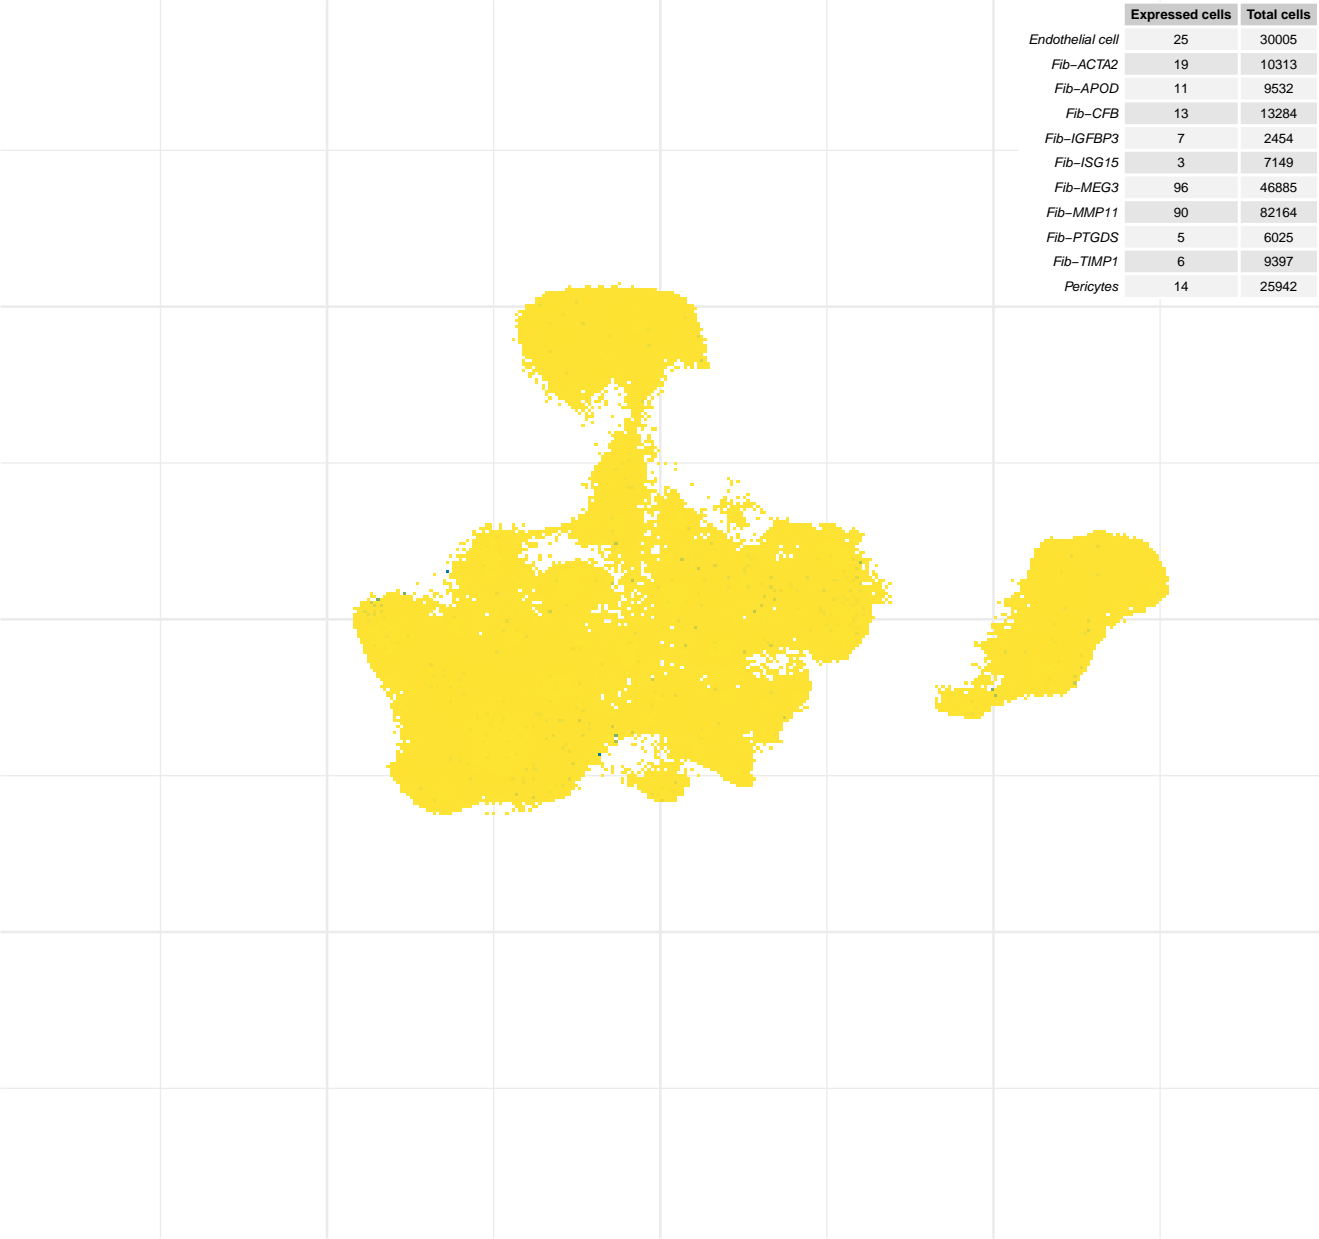 Expressed cells Total cells
Endothelial cell 25 30005
Fib−ACTA2 19 10313
Fib−APOD 11 9532
Fib−CFB 13 13284
Fib−IGFBP3 7 2454
Fib−ISG15 3 7149
Fib−MEG3 96 46885
Fib−MMP11 90 82164
Fib−PTGDS 5 6025
Fib−TIMP1 6 9397
Pericytes 14 25942